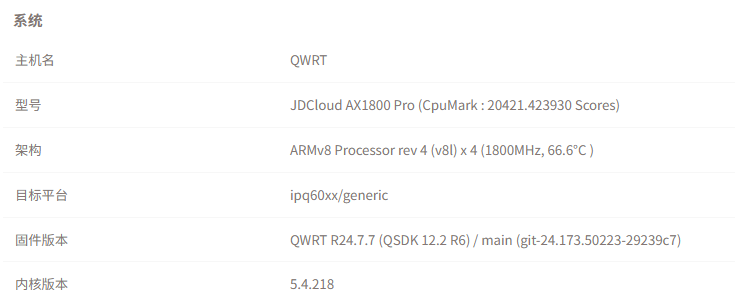 系统
主机名 QWRT
型号 JDCloud AX1800 Pro (CpuMark : 20421.423930 Scores)
架构 ARMv8 Processor rev 4 (v8l) x 4 (1800MHz, 66.6°C )
目标平台 ipq60xx/generic
固件版本 QWRT R24.7.7 (QSDK 12.2 R6) / main (git-24.173.50223-29239c7)
内核版本 5.4.218